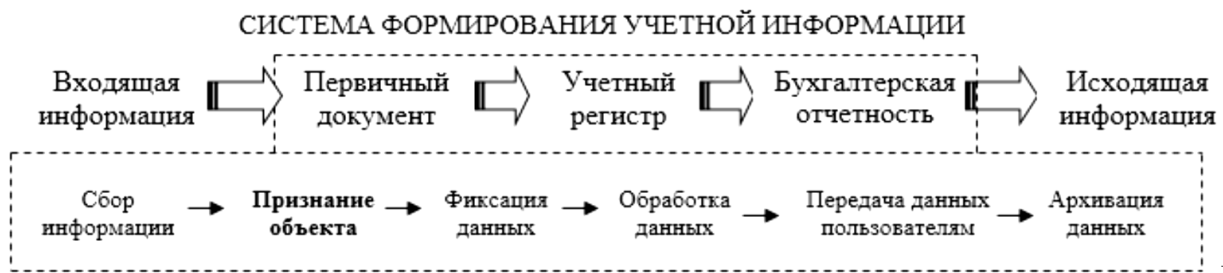 СИСТЕМА ФОРМИРОВАНИЯ УЧЕТНОЙ ИНФОРМАЦИИ
Входящая информация
Первичный документ
Учетный регистр
Бухгалтерская отчетность
Исходящая информация
Сбор информации
Признание объекта
Фиксация данных
Обработка данных
Передача данных пользователям
Архивация данных